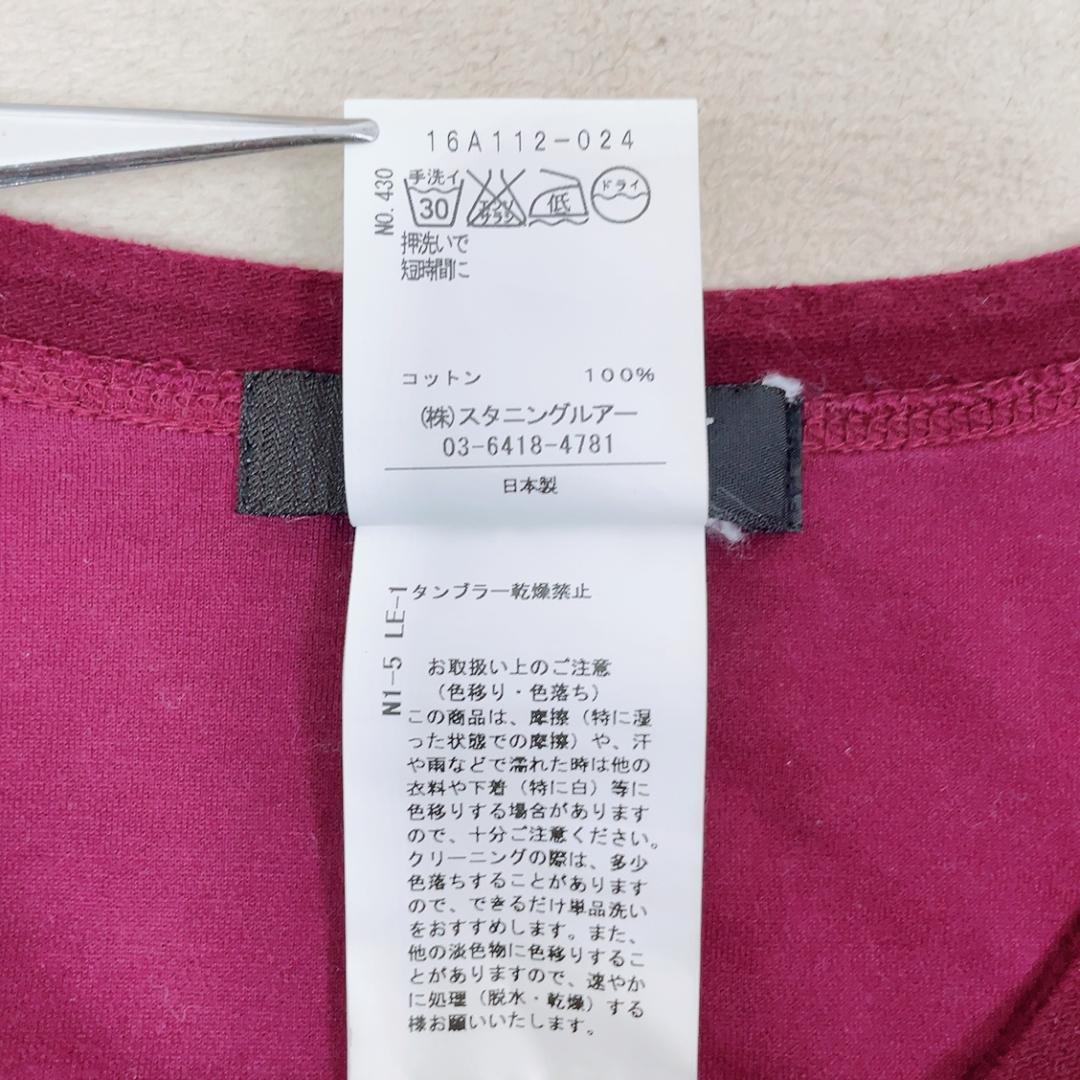 16A112-024
NO. 430
手洗イ
30
エンソ
サラシ
低
ドライ
押洗いで
短時間に
コットン 100%
(株)スタニングルアー
03-6418-4781
日本製
N1-5 LE-1
タンブラー乾燥禁止
お取扱い上のご注意
（色移り・色落ち）
この商品は、摩擦（特に湿
った状態での摩擦）や、汗
や雨などで濡れた時は他の
衣料や下着（特に白）等に
色移りする場合があります
ので、十分ご注意ください。
クリーニングの際は、多少
色落ちすることがあります
ので、できるだけ単品洗い
をおすすめします。また、
他の淡色物に色移りするこ
とがありますので、速やか
に処理（脱水・乾燥）する
様お願いいたします。